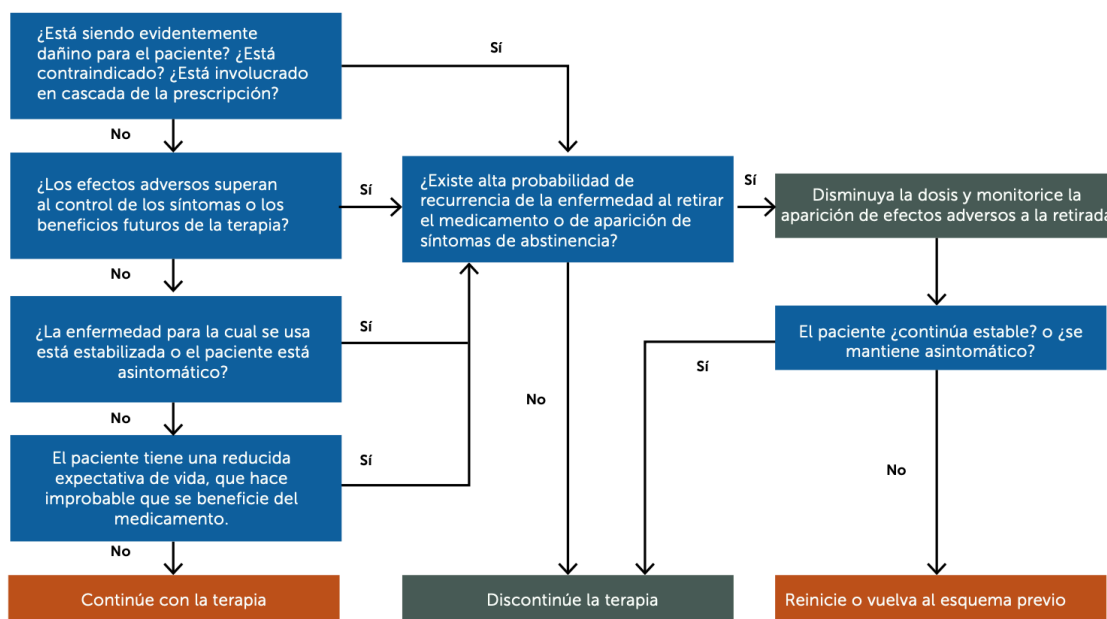 ¿Está siendo evidentemente
dañino para el paciente? ¿Está
contraindicado? ¿Está involucrado
en cascada de la prescripción?
Sí
No
¿Los efectos adversos superan
al control de los síntomas o los
beneficios futuros de la terapia?
Sí
¿Existe alta probabilidad de
recurrencia de la enfermedad al retirar
el medicamento o de aparición de
síntomas de abstinencia?
Sí
Disminuya la dosis y monitorice la
aparición de efectos adversos a la retirada
No
¿La enfermedad para la cual se usa
está estabilizada o el paciente está
asintomático?
Sí
El paciente ¿continúa estable? o ¿se
mantiene asintomático?
Sí
No
No
El paciente tiene una reducida
expectativa de vida, que hace
improbable que se beneficie del
medicamento.
Sí
No
No
Continúe con la terapia
Discontinúe la terapia
Reinicie o vuelva al esquema previo